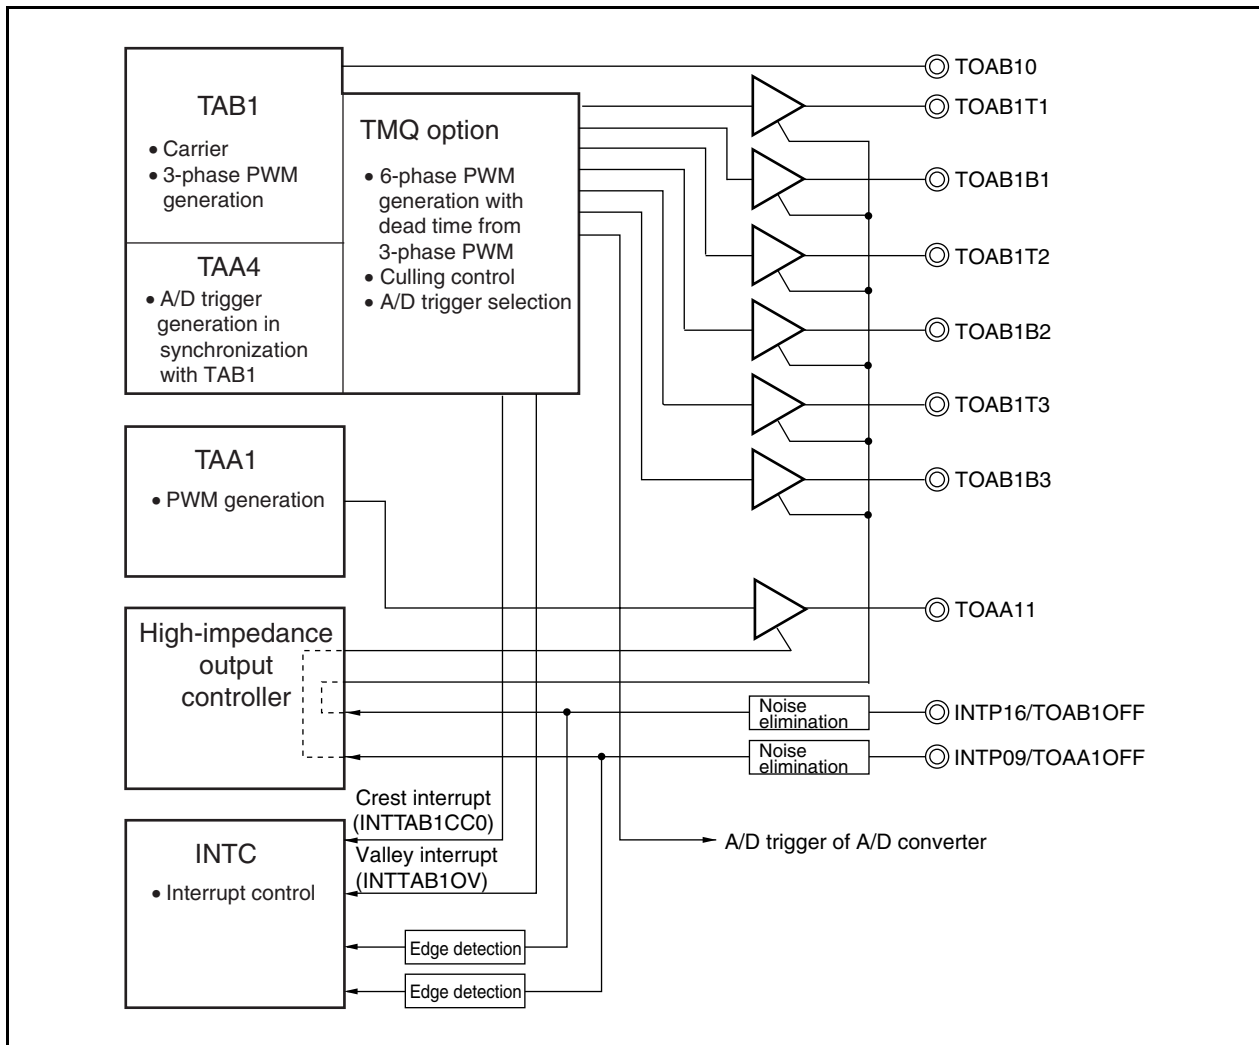 TAB1
• Carrier
• 3-phase PWM
generation
TAA4
• A/D trigger
generation in
synchronization
with TAB1
TMQ option
• 6-phase PWM
generation with
dead time from
3-phase PWM
• Culling control
• A/D trigger selection
TOAB10
TOAB1T1
TOAB1B1
TOAB1T2
TOAB1B2
TOAB1T3
TOAB1B3
TAA1
• PWM generation
TOAA11
High-impedance
output
controller
Noise
elimination
INTP16/TOAB1OFF
Noise
elimination
INTP09/TOAA1OFF
Crest interrupt
(INTTAB1CC0)
Valley interrupt
(INTTAB1OV)
A/D trigger of A/D converter
INTC
• Interrupt control
Edge detection
Edge detection